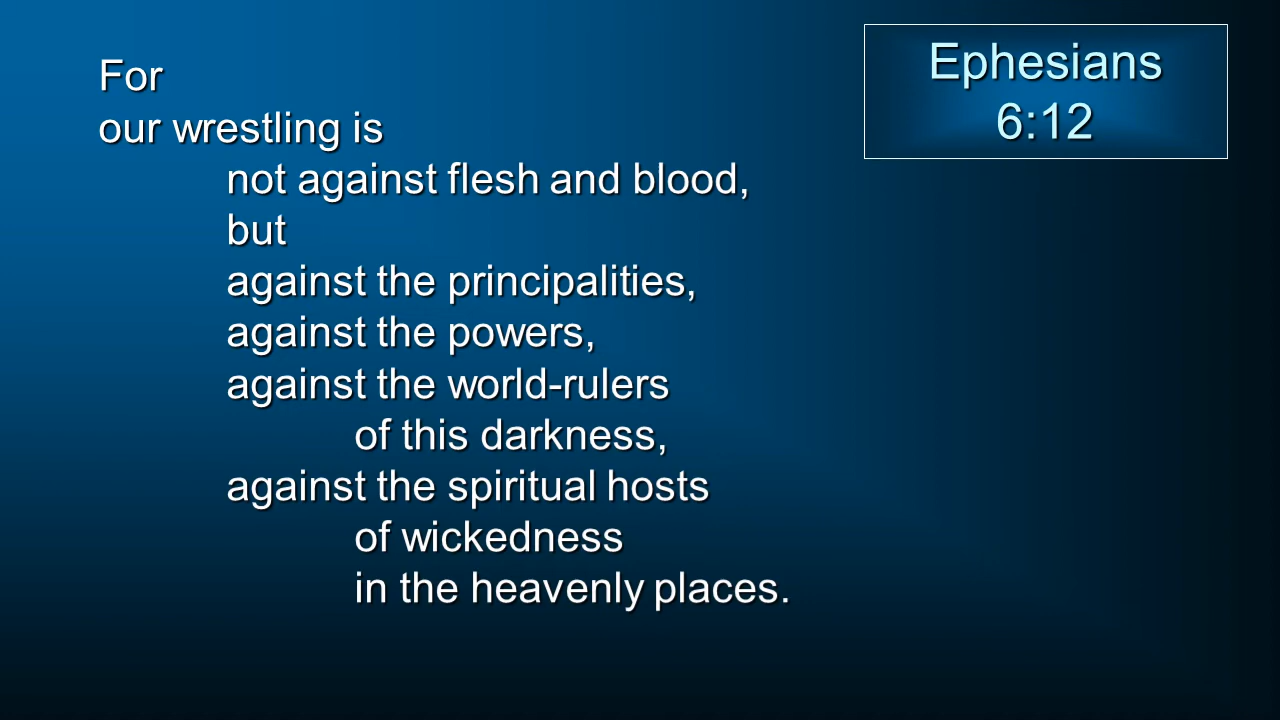 For
our wrestling is
not against flesh and blood,
but
against the principalities,
against the powers,
against the world-rulers
of this darkness,
against the spiritual hosts
of wickedness
in the heavenly places.
Ephesians
6:12